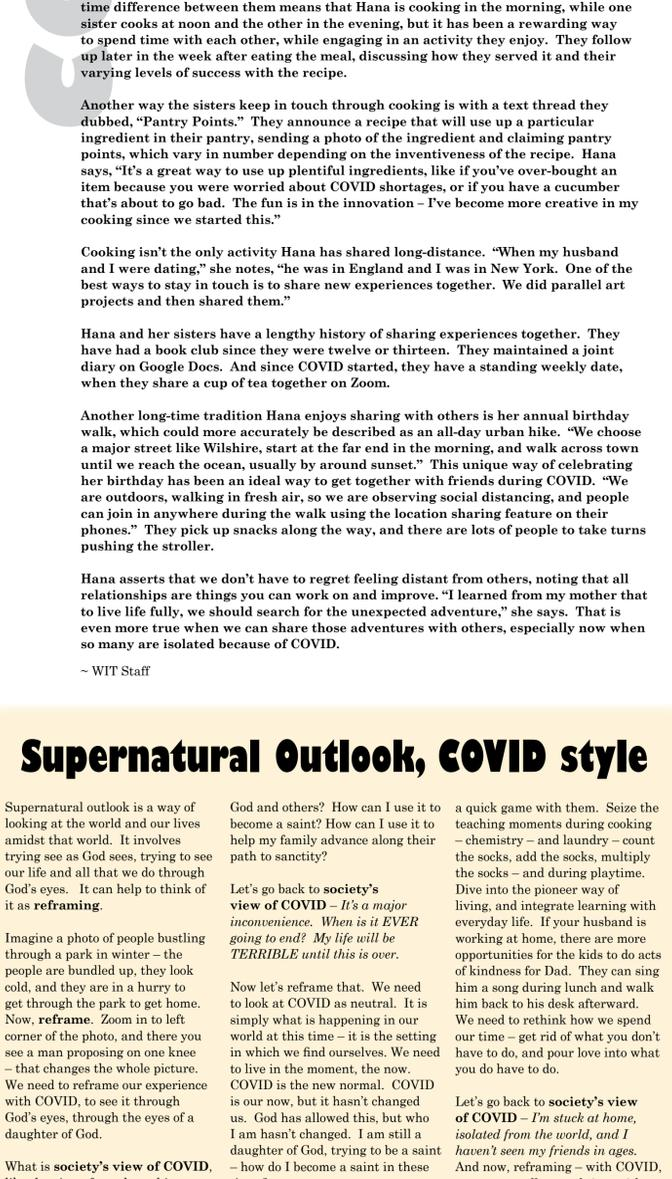 time difference between them means that Hana is cooking in the morning, while one
sister cooks at noon and the other in the evening, but it has been a rewarding way
to spend time with each other, while engaging in an activity they enjoy.  They follow
up later in the week after eating the meal, discussing how they served it and their
varying levels of success with the recipe.

Another way the sisters keep in touch through cooking is with a text thread they
dubbed, “Pantry Points.”  They announce a recipe that will use up a particular
ingredient in their pantry, sending a photo of the ingredient and claiming pantry
points, which vary in number depending on the inventiveness of the recipe.  Hana
says, “It’s a great way to use up plentiful ingredients, like if you’ve over-bought an
item because you were worried about COVID shortages, or if you have a cucumber
that’s about to go bad.  The fun is in the innovation – I’ve become more creative in my
cooking since we started this.”

Cooking isn’t the only activity Hana has shared long-distance.  “When my husband
and I were dating,” she notes, “he was in England and I was in New York.  One of the
best ways to stay in touch is to share new experiences together.  We did parallel art
projects and then shared them.”

Hana and her sisters have a lengthy history of sharing experiences together.  They
have had a book club since they were twelve or thirteen.  They maintained a joint
diary on Google Docs.  And since COVID started, they have a standing weekly date,
when they share a cup of tea together on Zoom.

Another long-time tradition Hana enjoys sharing with others is her annual birthday
walk, which could more accurately be described as an all-day urban hike.  “We choose
a major street like Wilshire, start at the far end in the morning, and walk across town
until we reach the ocean, usually by around sunset.”  This unique way of celebrating
her birthday has been an ideal way to get together with friends during COVID.  “We
are outdoors, walking in fresh air, so we are observing social distancing, and people
can join in anywhere during the walk using the location sharing feature on their
phones.”  They pick up snacks along the way, and there are lots of people to take turns
pushing the stroller.

Hana asserts that we don’t have to regret feeling distant from others, noting that all
relationships are things you can work on and improve. “I learned from my mother that
to live life fully, we should search for the unexpected adventure,” she says.  That is
even more true when we can share those adventures with others, especially now when
so many are isolated because of COVID.

~ WIT Staff

Supernatural Outlook, COVID style

Supernatural outlook is a way of
looking at the world and our lives
amidst that world.  It involves
trying see as God sees, trying to see
our life and all that we do through
God’s eyes.   It can help to think of
it as reframing.

Imagine a photo of people bustling
through a park in winter – the
people are bundled up, they look
cold, and they are in a hurry to
get through the park to get home.
Now, reframe.  Zoom in to left
corner of the photo, and there you
see a man proposing on one knee
– that changes the whole picture.
We need to reframe our experience
with COVID, to see it through
God’s eyes, through the eyes of a
daughter of God.

What is society’s view of COVID,

God and others?  How can I use it to
become a saint? How can I use it to
help my family advance along their
path to sanctity?

Let’s go back to society’s
view of COVID – It’s a major
inconvenience.  When is it EVER
going to end?  My life will be
TERRIBLE until this is over.

Now let’s reframe that.  We need
to look at COVID as neutral.  It is
simply what is happening in our
world at this time – it is the setting
in which we find ourselves. We need
to live in the moment, the now.
COVID is the new normal.  COVID
is our now, but it hasn’t changed
us.  God has allowed this, but who
I am hasn’t changed.  I am still a
daughter of God, trying to be a saint
– how do I become a saint in these

a quick game with them.  Seize the
teaching moments during cooking
– chemistry – and laundry – count
the socks, add the socks, multiply
the socks – and during playtime.
Dive into the pioneer way of
living, and integrate learning with
everyday life.  If your husband is
working at home, there are more
opportunities for the kids to do acts
of kindness for Dad.  They can sing
him a song during lunch and walk
him back to his desk afterward.
We need to rethink how we spend
our time – get rid of what you don’t
have to do, and pour love into what
you do have to do.

Let’s go back to society’s view
of COVID – I’m stuck at home,
isolated from the world, and I
haven’t seen my friends in ages.
And now, reframing – with COVID,